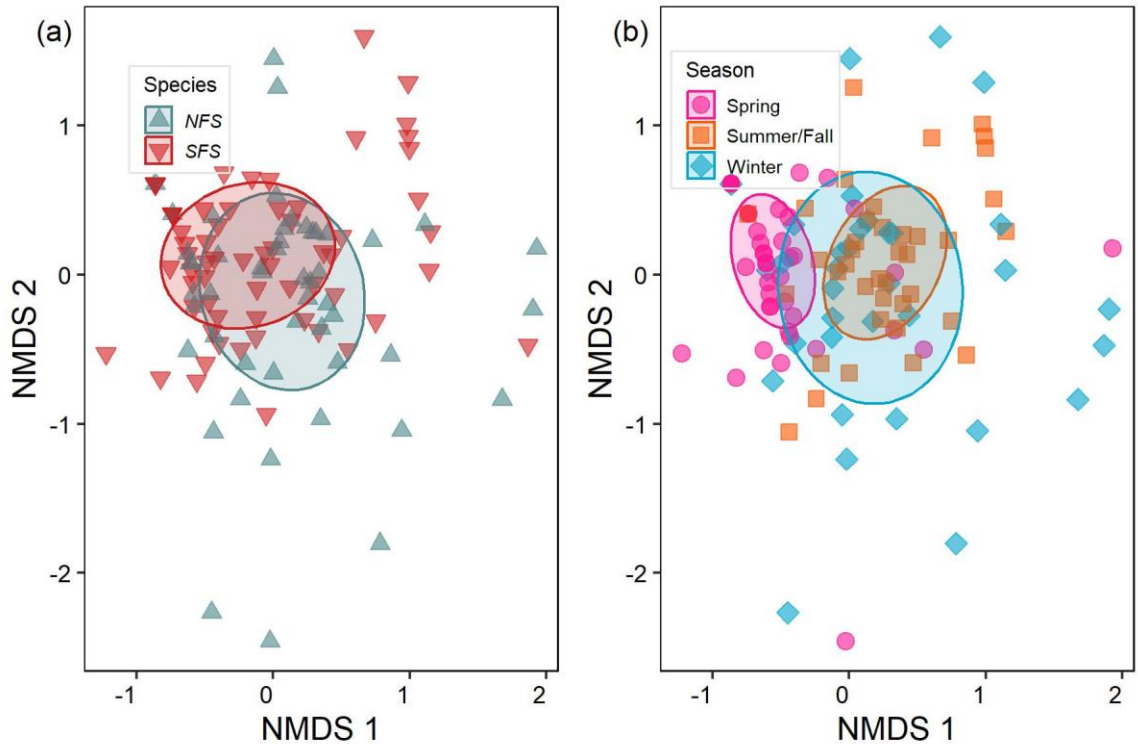 (a)
Species
NFS
SFS
NMDS 2
1
0
-1
-2
-1
0
1
2
NMDS 1
(b)
Season
Spring
Summer/Fall
Winter
NMDS 2
1
0
-1
-2
-1
0
1
2
NMDS 1